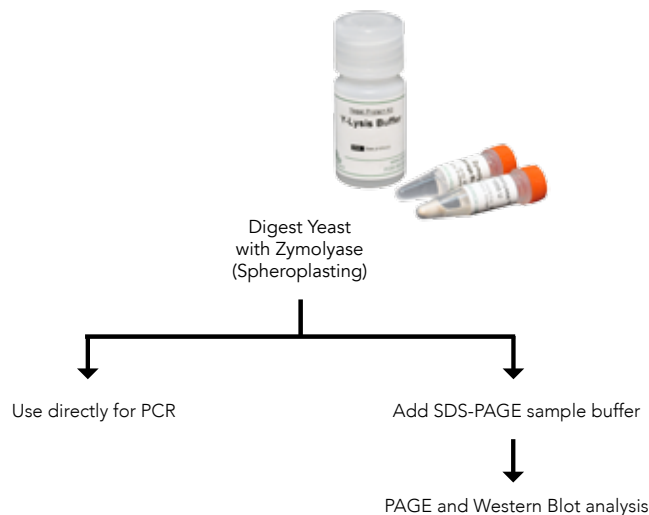 Y-Lysis Buffer
Digest Yeast
with Zymolyase
(Spheroplasting)
Use directly for PCR
Add SDS-PAGE sample buffer
PAGE and Western Blot analysis